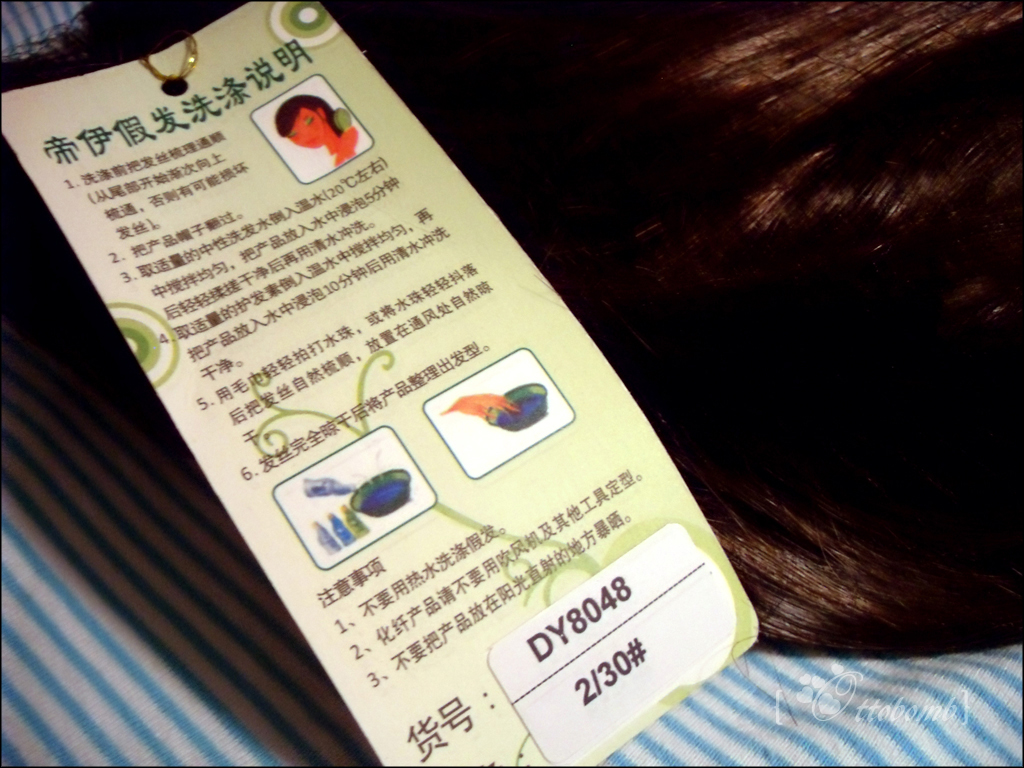 帝伊假发洗涤说明
1. 洗涤前把发丝梳理通顺
(从尾部开始渐次向上
梳通，否则有可能损坏
发丝)。
2. 把产品帽子翻过。
3. 取适量的中性洗发水倒入温水(20℃左右)
中搅拌均匀，把产品放入水中浸泡5分钟
后轻轻揉搓干净后再用清水冲洗。
4. 取适量的护发素倒入温水中搅拌均匀，再
把产品放入水中浸泡10分钟后用清水冲洗
干净。
5. 用毛巾轻轻拍打水珠，或将水珠轻轻抖落
后把发丝自然梳顺，放置在通风处自然晾
干。
6. 发丝完全晾干后将产品整理出发型。
注意事项
1、不要用热水洗涤假发。
2、化纤产品请不要用吹风机及其他工具定型。
3、不要把产品放在阳光直射的地方暴晒。
货号：
DY8048
2/30#
[Ottobomb]